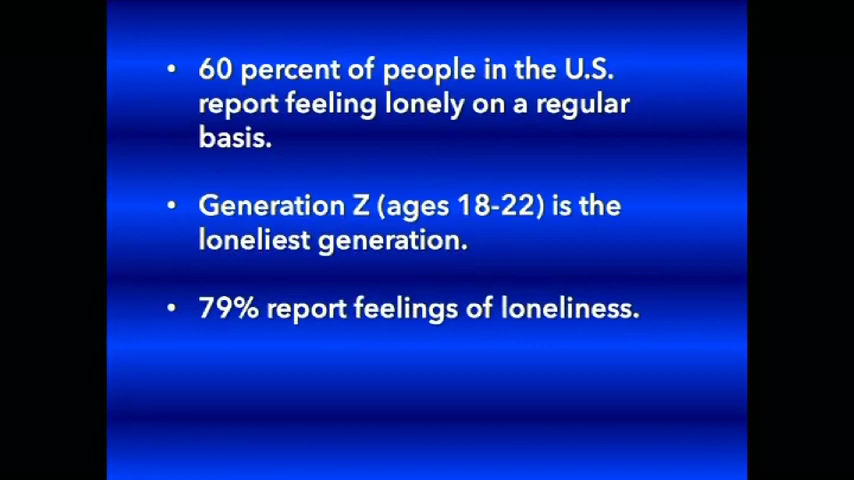 • 60 percent of people in the U.S.
report feeling lonely on a regular
basis.
• Generation Z (ages 18-22) is the
loneliest generation.
• 79% report feelings of loneliness.